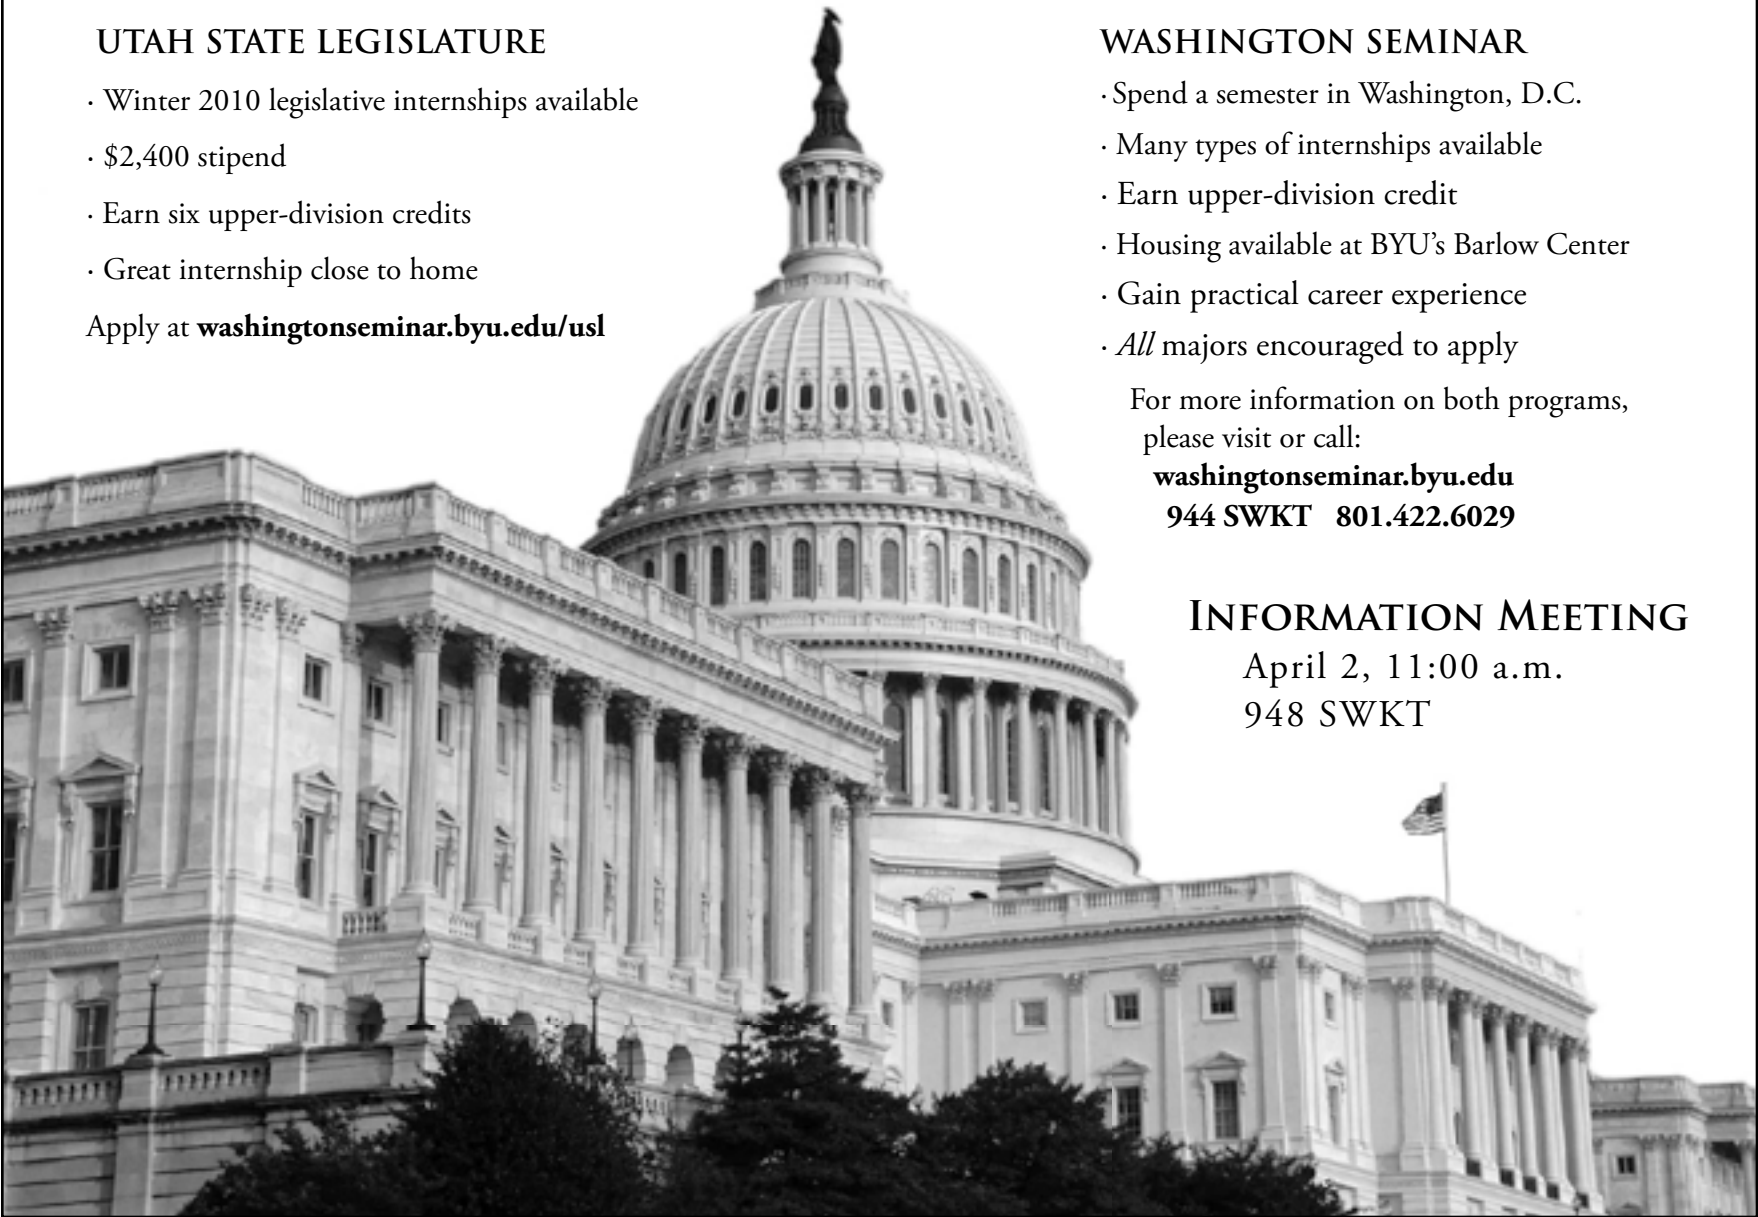 UTAH STATE LEGISLATURE
· Winter 2010 legislative internships available
· $2,400 stipend
· Earn six upper-division credits
· Great internship close to home
Apply at washingtonseminar.byu.edu/usl
WASHINGTON SEMINAR
· Spend a semester in Washington, D.C.
· Many types of internships available
· Earn upper-division credit
· Housing available at BYU’s Barlow Center
· Gain practical career experience
· All majors encouraged to apply
For more information on both programs,
please visit or call:
washingtonseminar.byu.edu
944 SWKT 801.422.6029
INFORMATION MEETING
April 2, 11:00 a.m.
948 SWKT